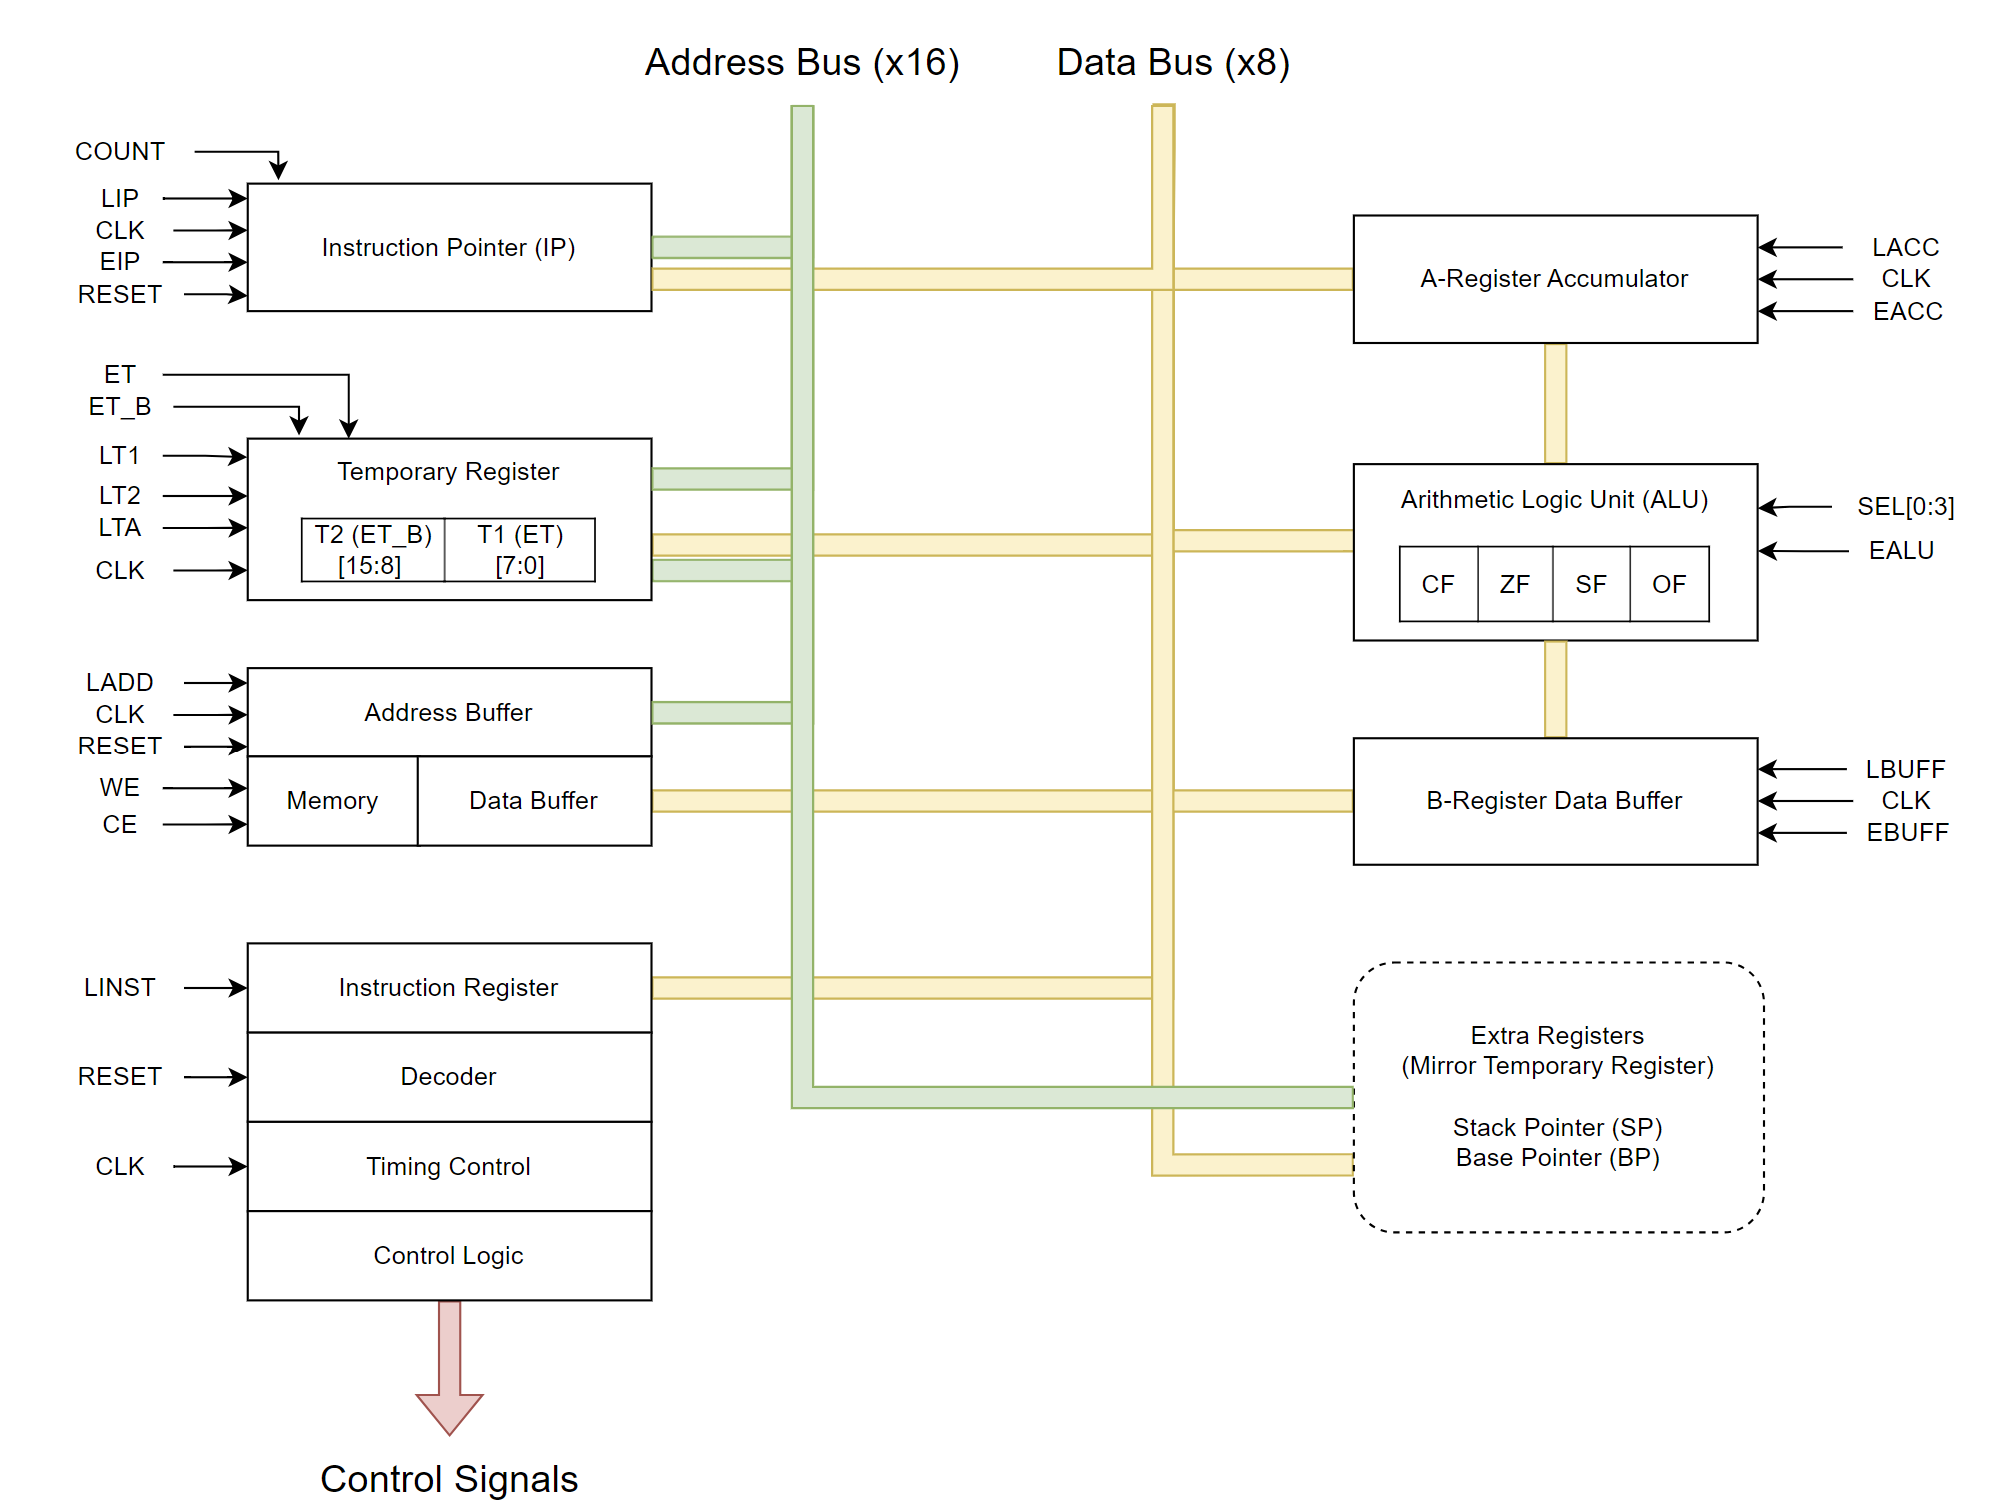 Address Bus (x16)
Data Bus (x8)
COUNT
LIP
CLK
EIP
RESET
Instruction Pointer (IP)
ET
ET_B
LT1
LT2
LTA
CLK
Temporary Register
T2 (ET_B)
[15:8]
T1 (ET)
[7:0]
LADD
CLK
RESET
WE
CE
Address Buffer
Memory
Data Buffer
LINST
RESET
CLK
Instruction Register
Decoder
Timing Control
Control Logic
Control Signals
A-Register Accumulator
LACC
CLK
EACC
Arithmetic Logic Unit (ALU)
CF
ZF
SF
OF
SEL[0:3]
EALU
B-Register Data Buffer
LBUFF
CLK
EBUFF
Extra Registers
(Mirror Temporary Register)
Stack Pointer (SP)
Base Pointer (BP)